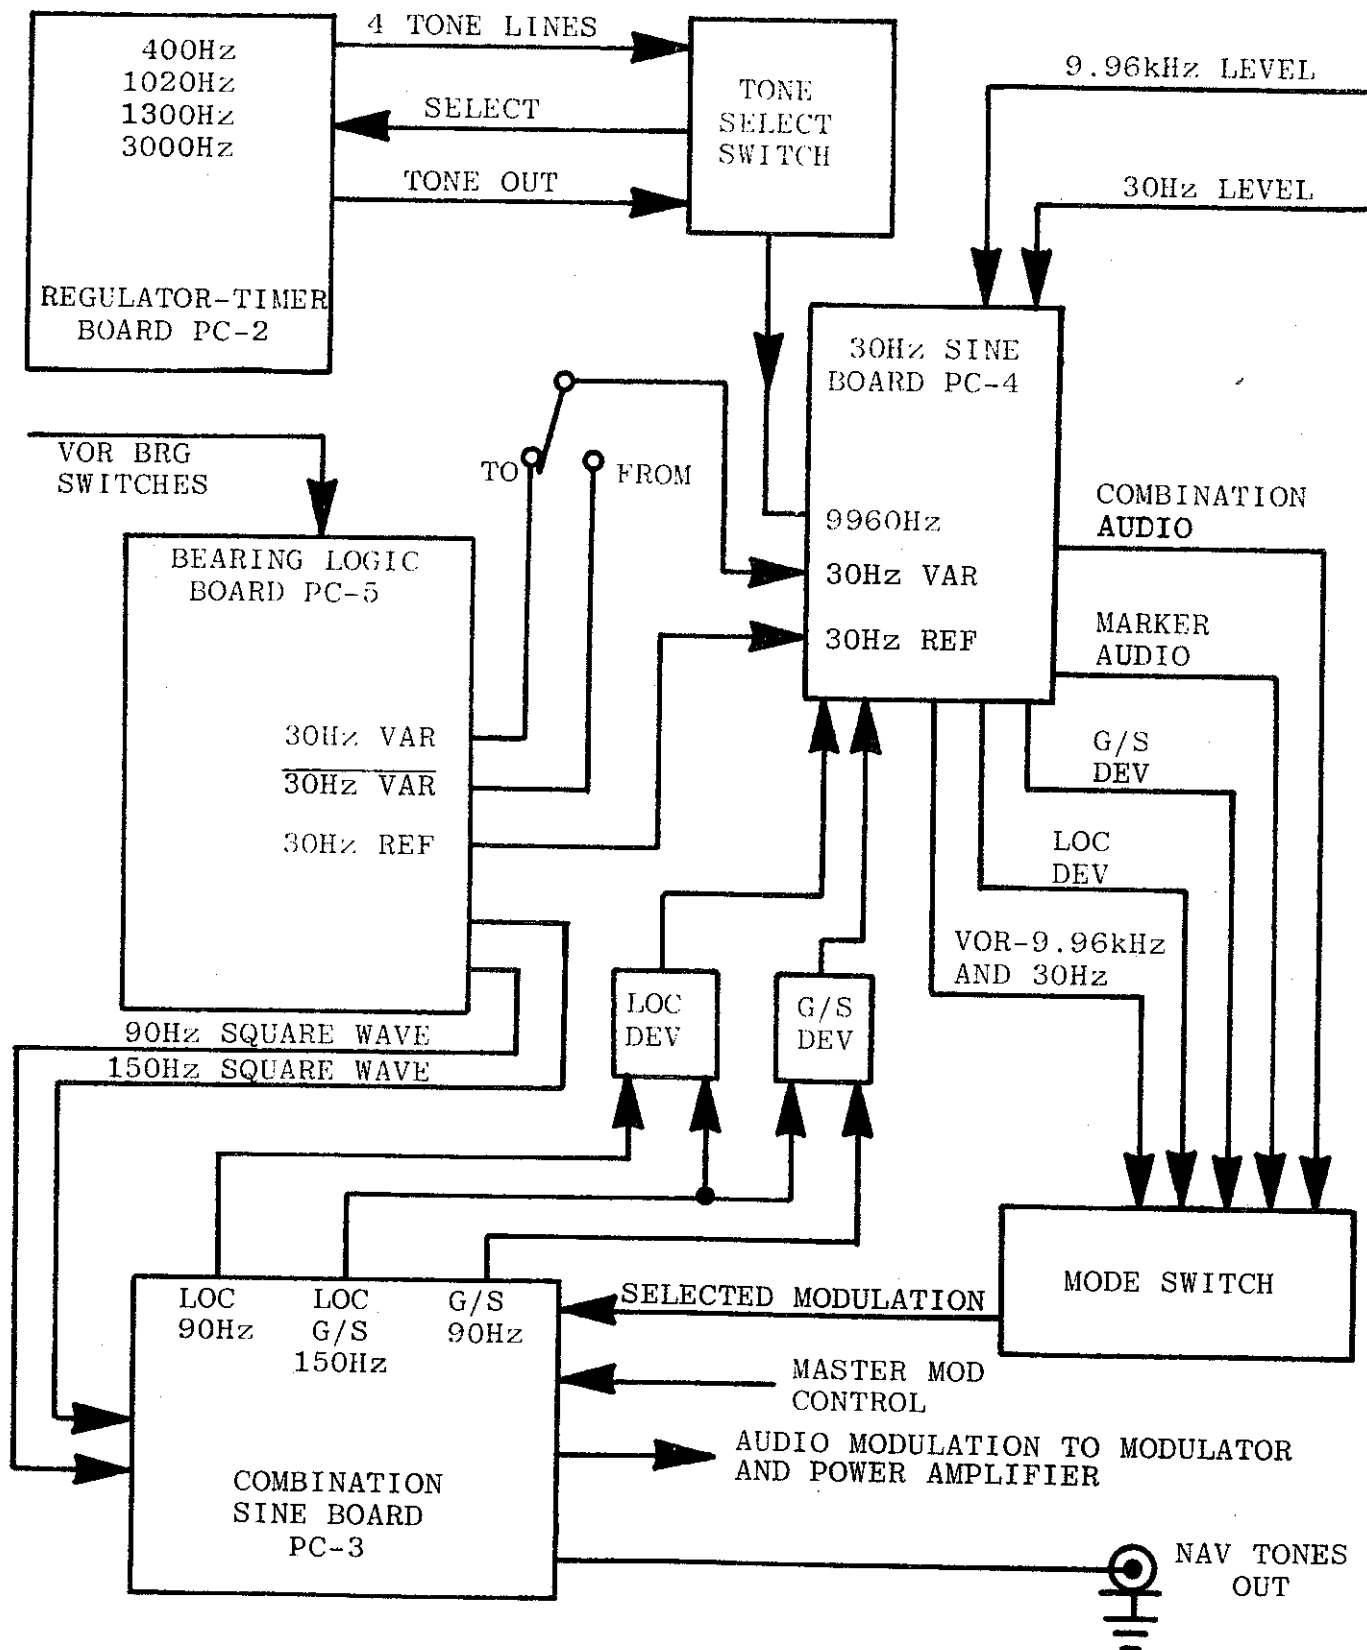 400Hz
1020Hz
1300Hz
3000Hz
REGULATOR-TIMER
BOARD PC-2
4 TONE LINES
SELECT
TONE OUT
TONE
SELECT
SWITCH
9.96kHz LEVEL
30Hz LEVEL
30Hz SINE
BOARD PC-4
9960Hz
30Hz VAR
30Hz REF
VOR BRG
SWITCHES
TO
FROM
BEARING LOGIC
BOARD PC-5
30Hz VAR
30Hz VAR
30Hz REF
COMBINATION
AUDIO
MARKER
AUDIO
G/S
DEV
LOC
DEV
VOR-9.96kHz
AND 30Hz
90Hz SQUARE WAVE
150Hz SQUARE WAVE
LOC
DEV
G/S
DEV
MODE SWITCH
LOC
90Hz
LOC
G/S
150Hz
G/S
90Hz
SELECTED MODULATION
MASTER MOD
CONTROL
AUDIO MODULATION TO MODULATOR
AND POWER AMPLIFIER
COMBINATION
SINE BOARD
PC-3
NAV TONES
OUT